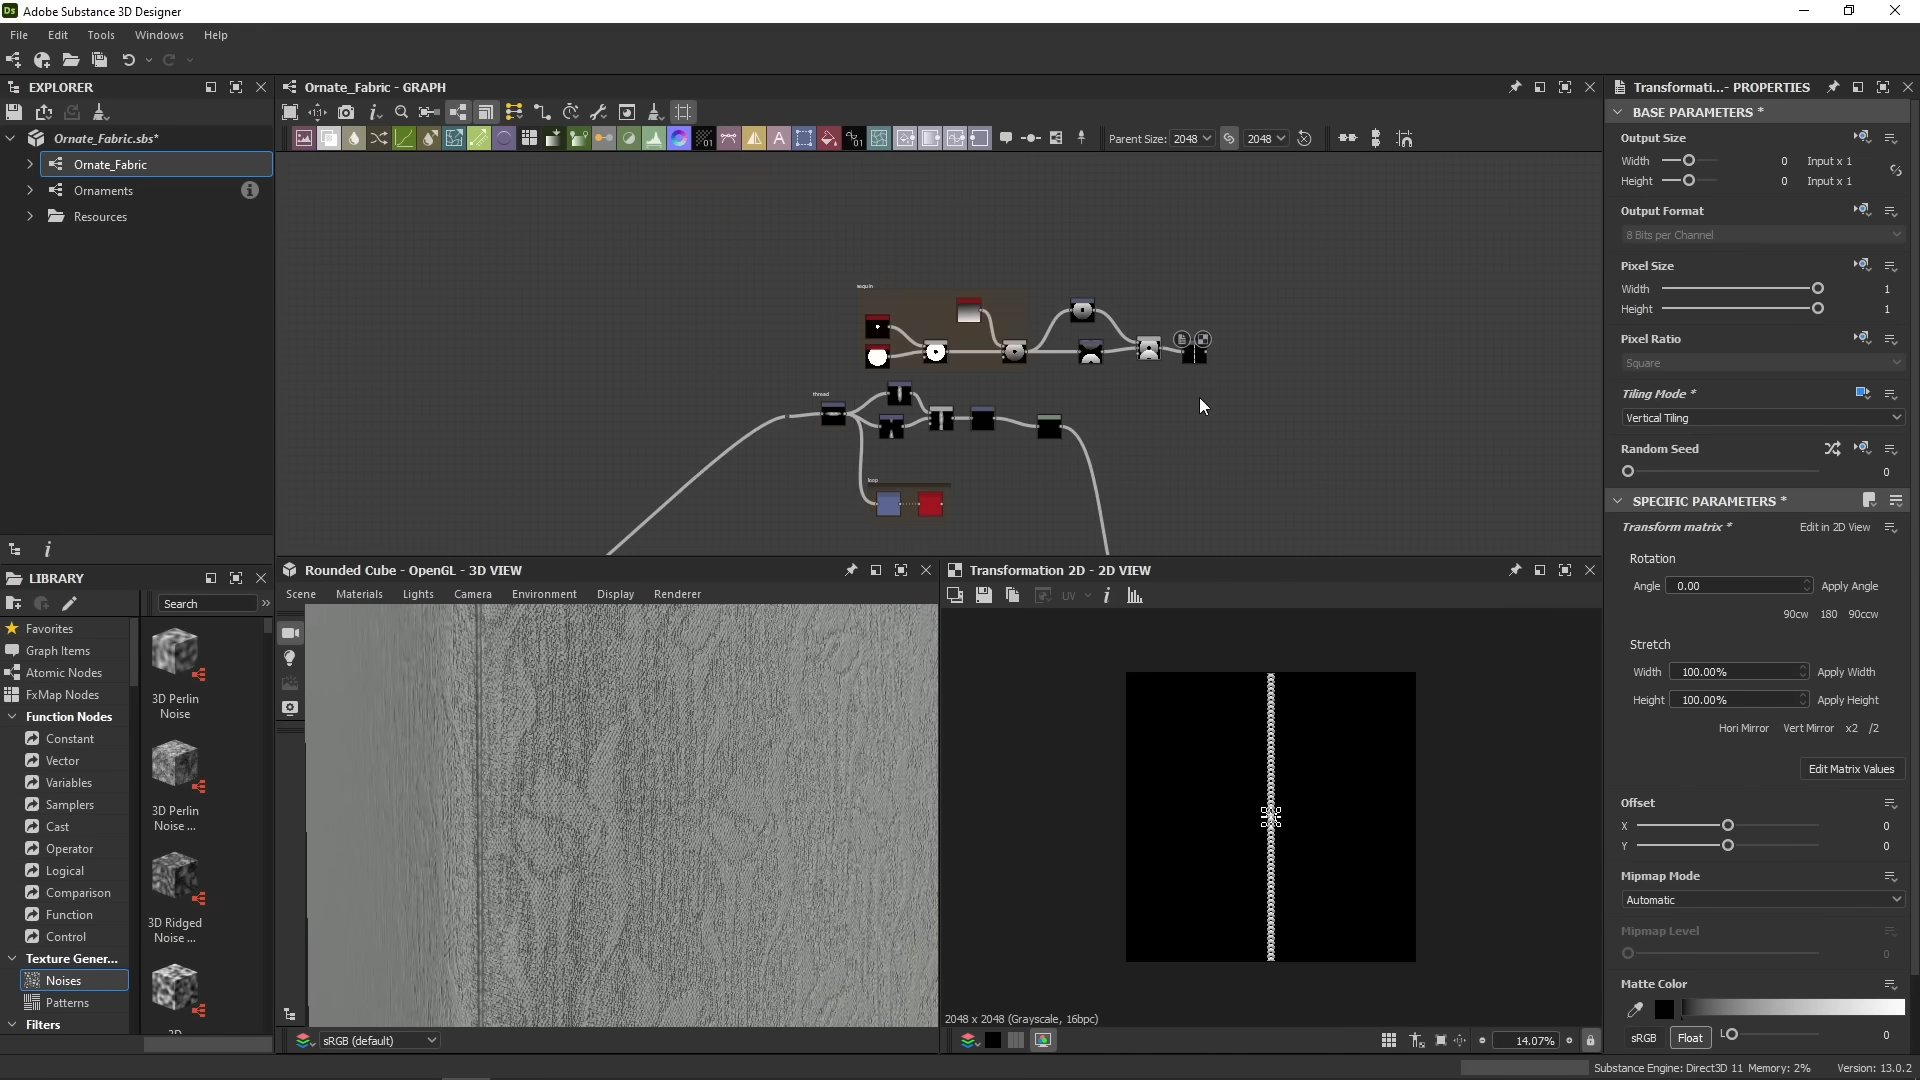 Ds Adobe Substance 3D Designer
File Edit Tools Windows Help
EXPLORER
Ornate_Fabric.sbs*
Ornate_Fabric
Ornaments
Resources
LIBRARY
Search
Favorites
Graph Items
Atomic Nodes
FxMap Nodes
Function Nodes
Constant
Vector
Variables
Samplers
Cast
Operator
Logical
Comparison
Function
Control
Texture Gener...
Noises
Patterns
Filters
3D Perlin
Noise
3D Perlin
Noise ...
3D Ridged
Noise ...
Ornate_Fabric - GRAPH
Parent Size: 2048 2048
sequin
thread
loop
Rounded Cube - OpenGL - 3D VIEW
Scene Materials Lights Camera Environment Display Renderer
sRGB (default)
Transformation 2D - 2D VIEW
UV
2048 x 2048 (Grayscale, 16bpc)
14.07%
Transformati...- PROPERTIES
BASE PARAMETERS *
Output Size
Width 0 Input x 1
Height 0 Input x 1
Output Format
8 Bits per Channel
Pixel Size
Width 1
Height 1
Pixel Ratio
Square
Tiling Mode *
Vertical Tiling
Random Seed
0
SPECIFIC PARAMETERS *
Transform matrix * Edit in 2D View
Rotation
Angle 0.00 Apply Angle
90cw 180 90ccw
Stretch
Width 100.00% Apply Width
Height 100.00% Apply Height
Hori Mirror Vert Mirror x2 /2
Edit Matrix Values
Offset
X 0
Y 0
Mipmap Mode
Automatic
Mipmap Level
0
Matte Color
sRGB Float L 0
Substance Engine: Direct3D 11 Memory: 2% Version: 13.0.2